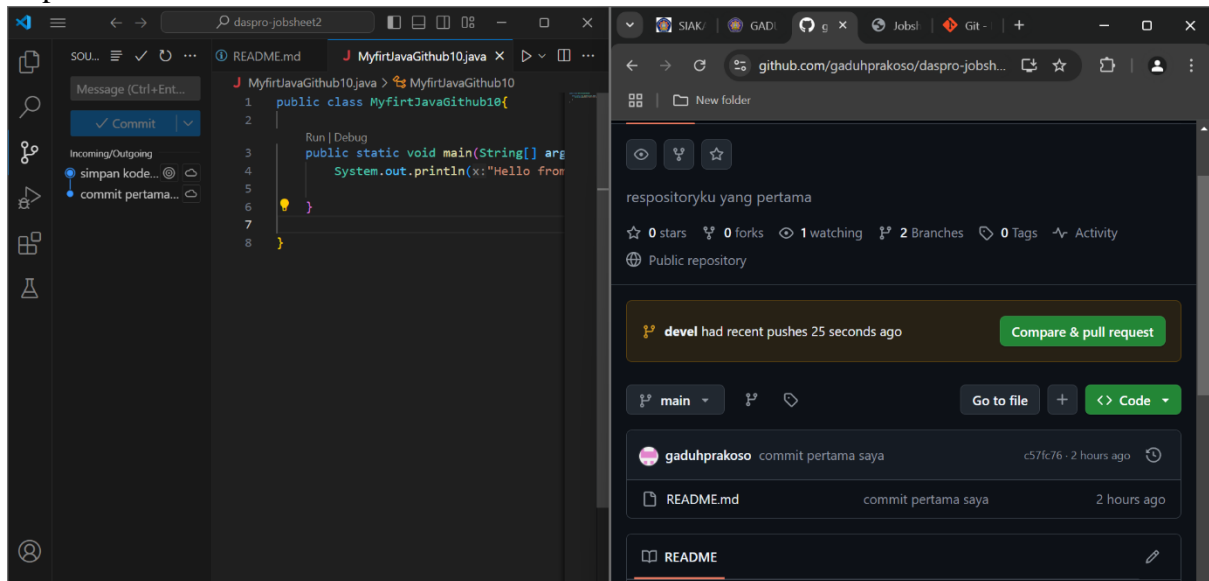 daspro-jobsheet2
SOU...
Message (Ctrl+Ent...
Commit
Incoming/Outgoing
simpan kode...
commit pertama...
README.md
J MyfirtJavaGithub10.java
J MyfirtJavaGithub10.java > MyfirtJavaGithub10
1 public class MyfirtJavaGithub10{
2
Run | Debug
3 public static void main(String[] arg
4 System.out.println(x:"Hello from
5
6 }
7
8 }
SIAK/
GADU
g
Jobsh
Git -
github.com/gaduhprakoso/daspro-jobsh...
New folder
respositoryku yang pertama
0 stars 0 forks 1 watching 2 Branches 0 Tags Activity
Public repository
devel had recent pushes 25 seconds ago
Compare & pull request
main
Go to file
Code
gaduhprakoso commit pertama saya c57fc76 · 2 hours ago
README.md commit pertama saya 2 hours ago
README